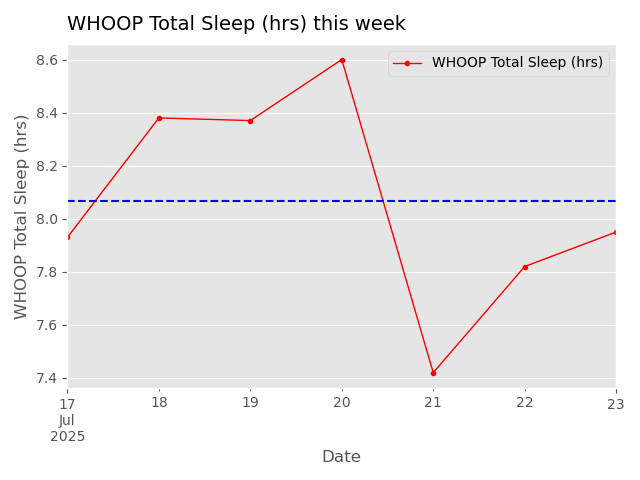 WHOOP Total Sleep (hrs) this week
WHOOP Total Sleep (hrs)
WHOOP Total Sleep (hrs)
8.6
8.4
8.2
8.0
7.8
7.6
7.4
17 18 19 20 21 22 23
Jul
2025
Date